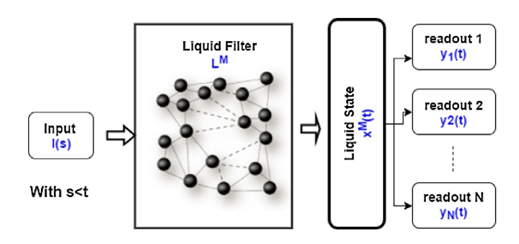 Input
I(s)
With s<t
Liquid Filter
L^M
Liquid State
x^M(t)
readout 1
y1(t)
readout 2
y2(t)
readout N
yN(t)